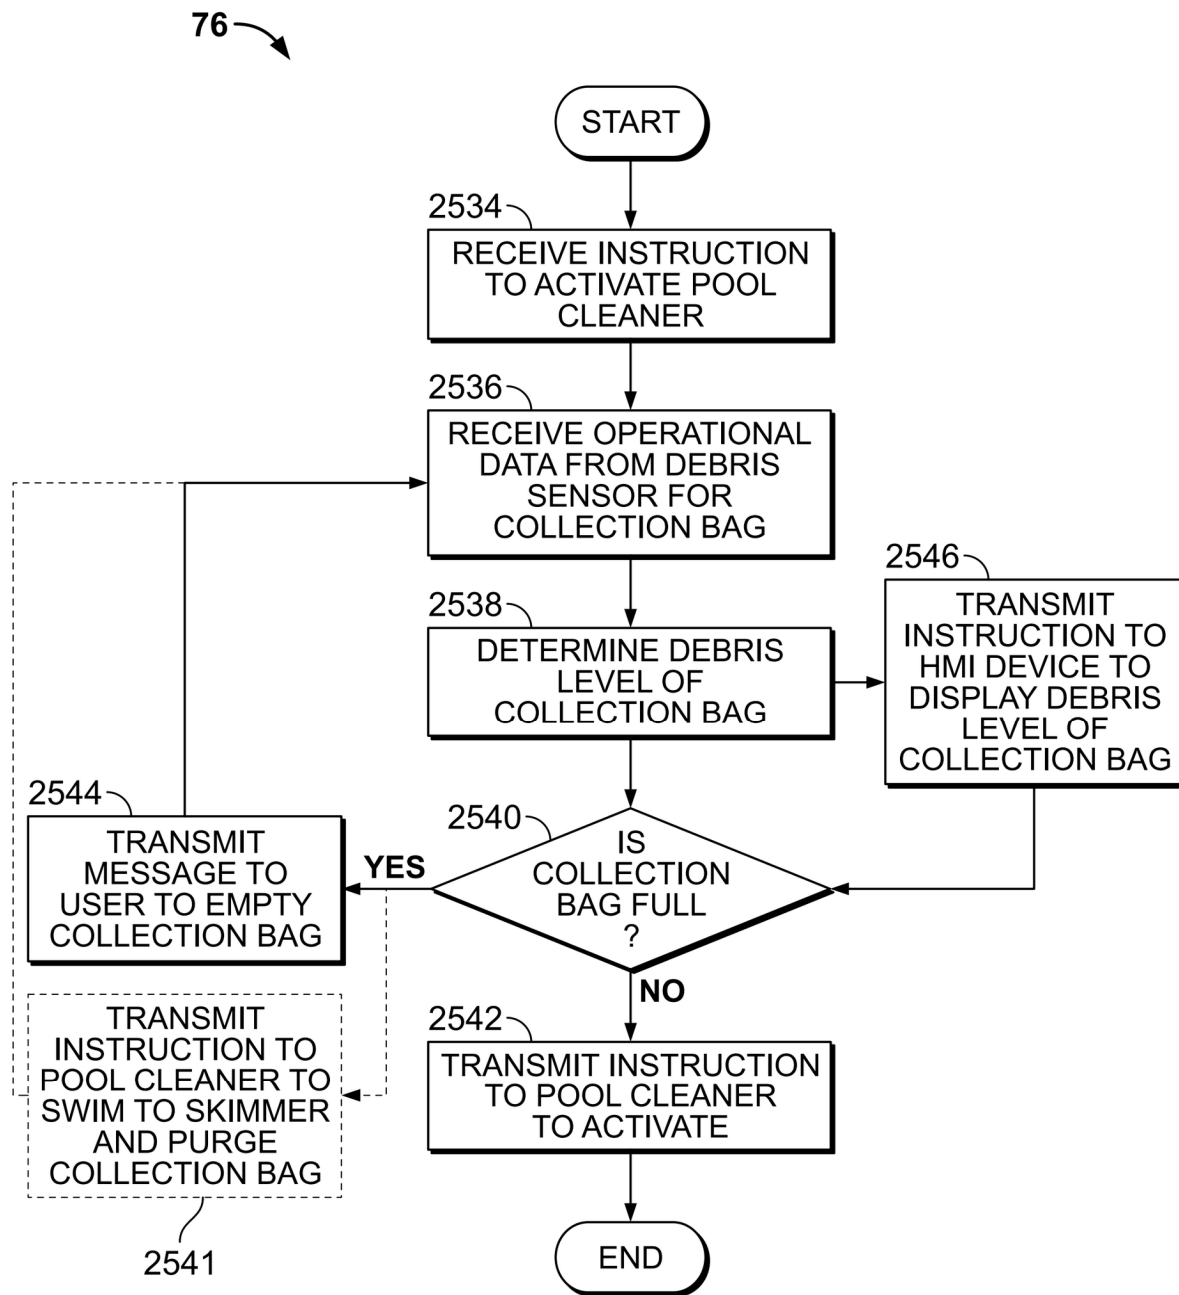 76
START
2534
RECEIVE INSTRUCTION
TO ACTIVATE POOL
CLEANER
2536
RECEIVE OPERATIONAL
DATA FROM DEBRIS
SENSOR FOR
COLLECTION BAG
2538
DETERMINE DEBRIS
LEVEL OF
COLLECTION BAG
2546
TRANSMIT
INSTRUCTION TO
HMI DEVICE TO
DISPLAY DEBRIS
LEVEL OF
COLLECTION BAG
2540
IS
COLLECTION
BAG FULL
?
YES
2544
TRANSMIT
MESSAGE TO
USER TO EMPTY
COLLECTION BAG
TRANSMIT
INSTRUCTION TO
POOL CLEANER TO
SWIM TO SKIMMER
AND PURGE
COLLECTION BAG
2541
NO
2542
TRANSMIT INSTRUCTION
TO POOL CLEANER
TO ACTIVATE
END